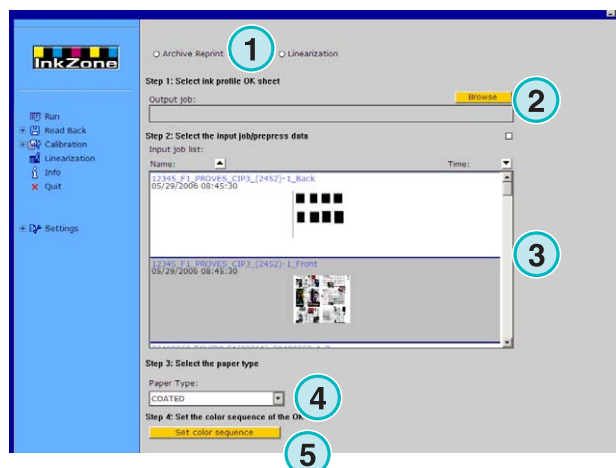 InkZone
Run
Read Back
Calibration
Linearization
Info
Quit
Settings
Archive Reprint
1
Linearization
Step 1: Select ink profile OK sheet
Output job:
Browse
2
Step 2: Select the input job/prepress data
Input job list:
Name:
Time:
12345_F1_PROVES_CIP3_(2452)-1_Back
05/29/2006 08:45:30
12345_F1_PROVES_CIP3_(2452)-1_Front
05/29/2006 08:45:30
3
Step 3: Select the paper type
Paper Type:
COATED
4
Step 4: Set the color sequence of the OK
Set color sequence
5